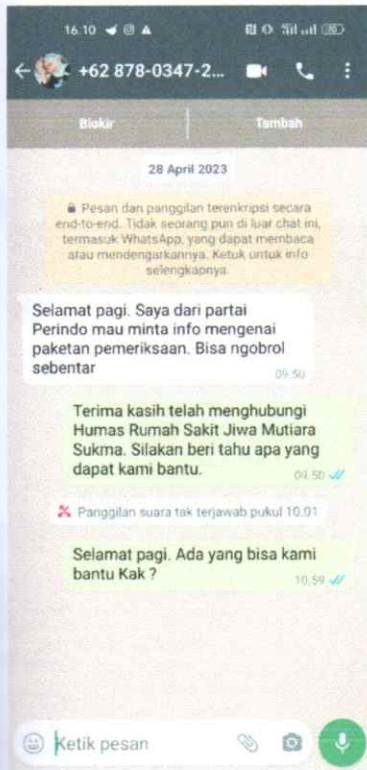 16.10
+62 878-0347-2...
Blokir
Tambah
28 April 2023
Pesan dan panggilan terenkripsi secara
end-to-end. Tidak seorang pun di luar chat ini,
termasuk WhatsApp, yang dapat membaca
atau mendengarkannya. Ketuk untuk info
selengkapnya.
Selamat pagi. Saya dari partai
Perindo mau minta info mengenai
paketan pemeriksaan. Bisa ngobrol
sebentar
09.50
Terima kasih telah menghubungi
Humas Rumah Sakit Jiwa Mutiara
Sukma. Silakan beri tahu apa yang
dapat kami bantu.
09.50
Panggilan suara tak terjawab pukul 10.01
Selamat pagi. Ada yang bisa kami
bantu Kak ?
10.59
Ketik pesan